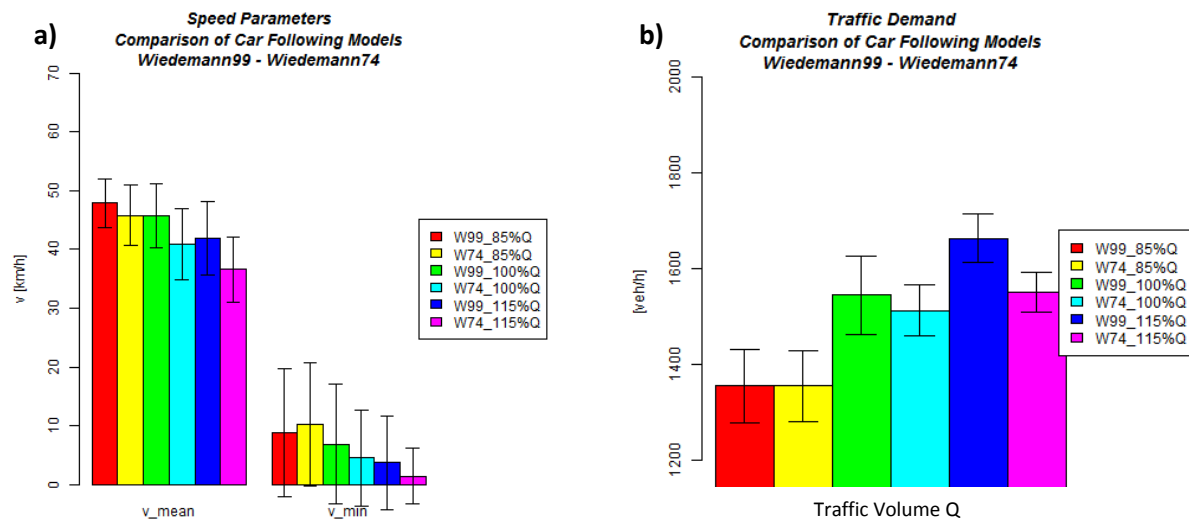 a)
Speed Parameters
Comparison of Car Following Models
Wiedemann99 - Wiedemann74
70
60
50
40
30
20
10
0
v [km/h]
v_mean
v_min
W99_85%Q
W74_85%Q
W99_100%Q
W74_100%Q
W99_115%Q
W74_115%Q
b)
Traffic Demand
Comparison of Car Following Models
Wiedemann99 - Wiedemann74
2000
1800
1600
1400
1200
[veh/h]
Traffic Volume Q
W99_85%Q
W74_85%Q
W99_100%Q
W74_100%Q
W99_115%Q
W74_115%Q